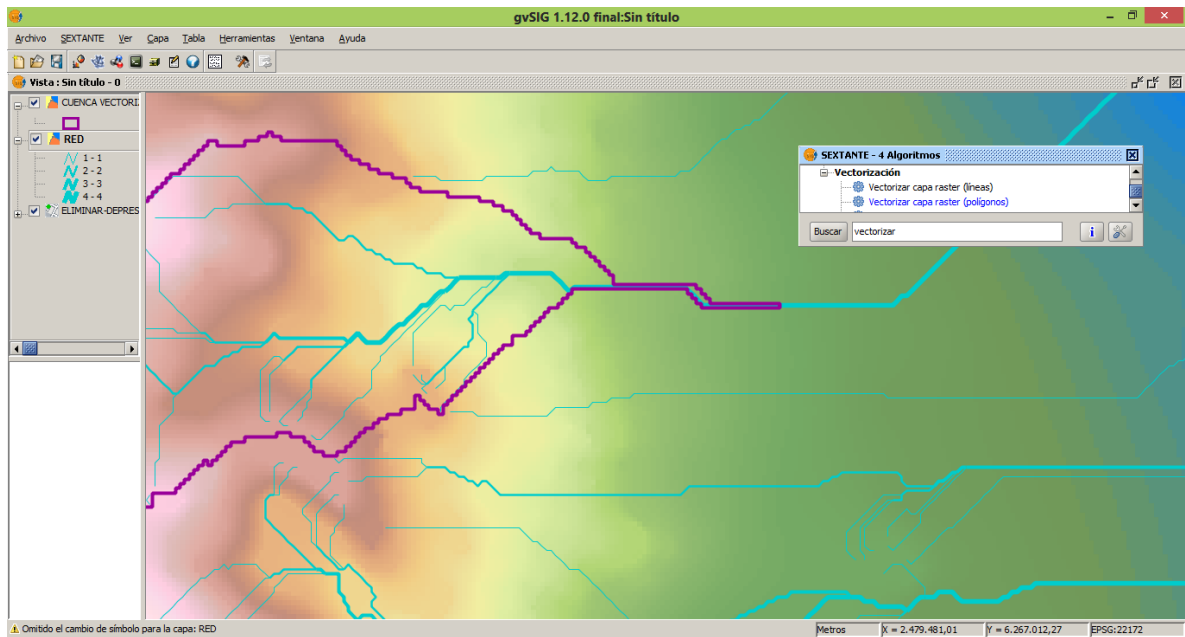 gvSIG 1.12.0 final:Sin título
Archivo SEXTANTE Ver Capa Tabla Herramientas Ventana Ayuda
Vista : Sin título - 0
CUENCA VECTORI
RED
1 - 1
2 - 2
3 - 3
4 - 4
ELIMINAR-DEPRES
SEXTANTE - 4 Algoritmos
Vectorización
Vectorizar capa raster (líneas)
Vectorizar capa raster (polígonos)
Buscar vectorizar
Omitido el cambio de símbolo para la capa: RED
Metros X = 2.479.481,01 Y = 6.267.012,27 EPSG:22172